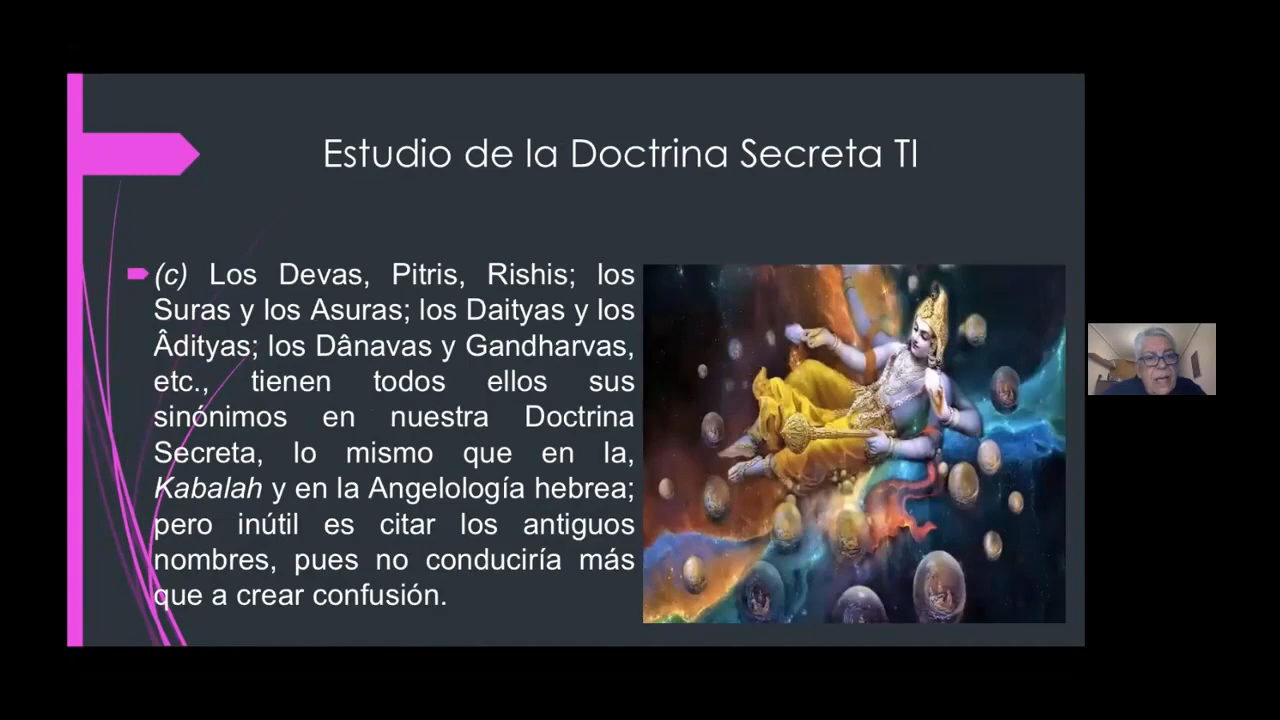 Estudio de la Doctrina Secreta TI
(c) Los Devas, Pitris, Rishis; los
Suras y los Asuras; los Daityas y los
Âdityas; los Dânavas y Gandharvas,
etc., tienen todos ellos sus
sinónimos en nuestra Doctrina
Secreta, lo mismo que en la,
Kabalah y en la Angelología hebrea;
pero inútil es citar los antiguos
nombres, pues no conduciría más
que a crear confusión.